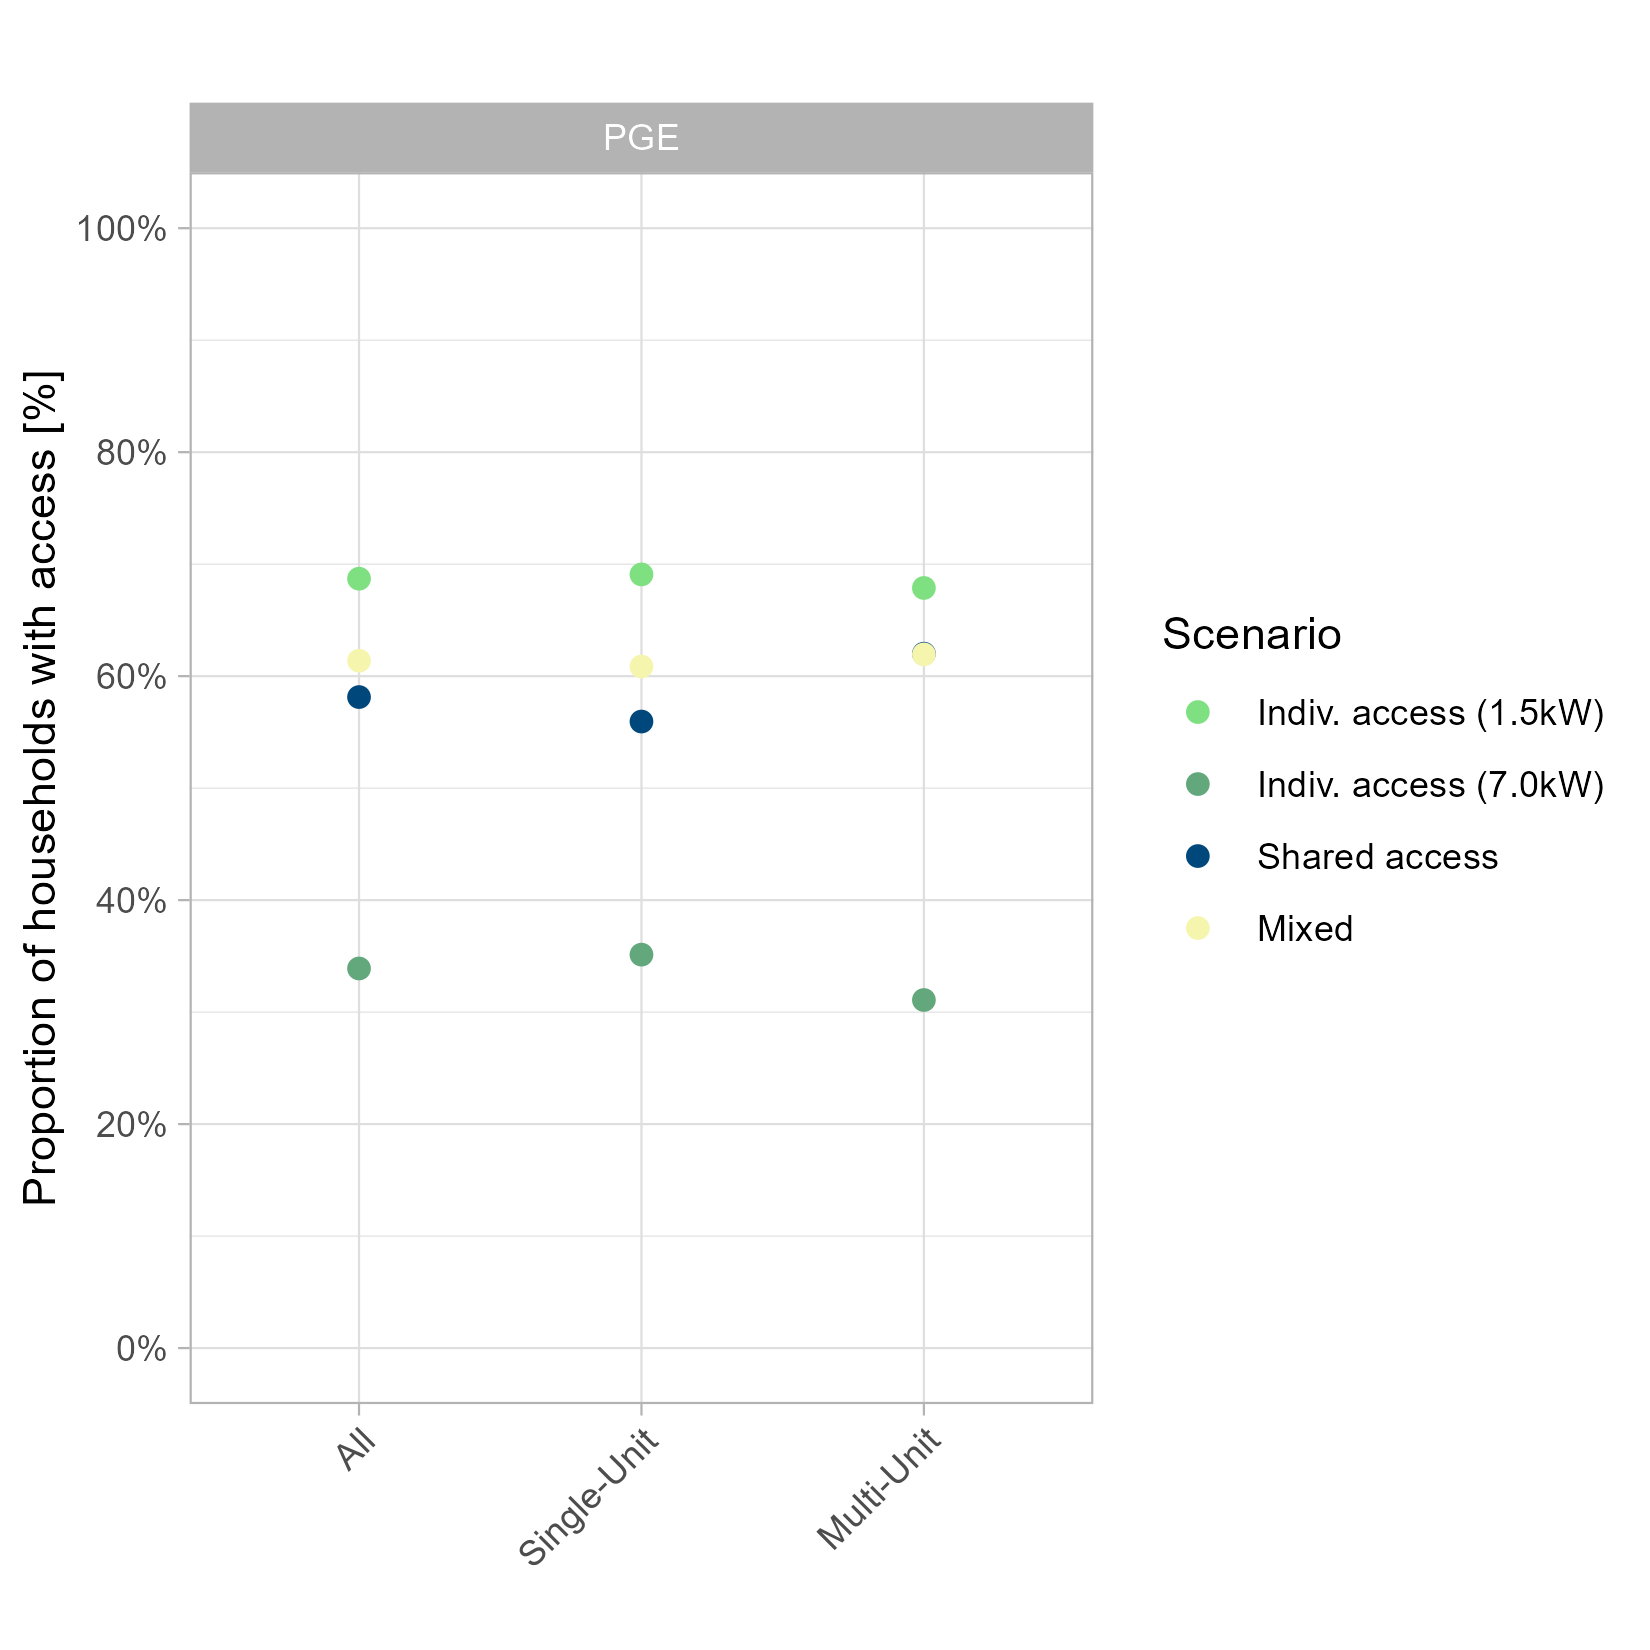 PGE
100%
80%
60%
40%
20%
0%
Proportion of households with access [%]
All
Single-Unit
Multi-Unit
Scenario
Indiv. access (1.5kW)
Indiv. access (7.0kW)
Shared access
Mixed